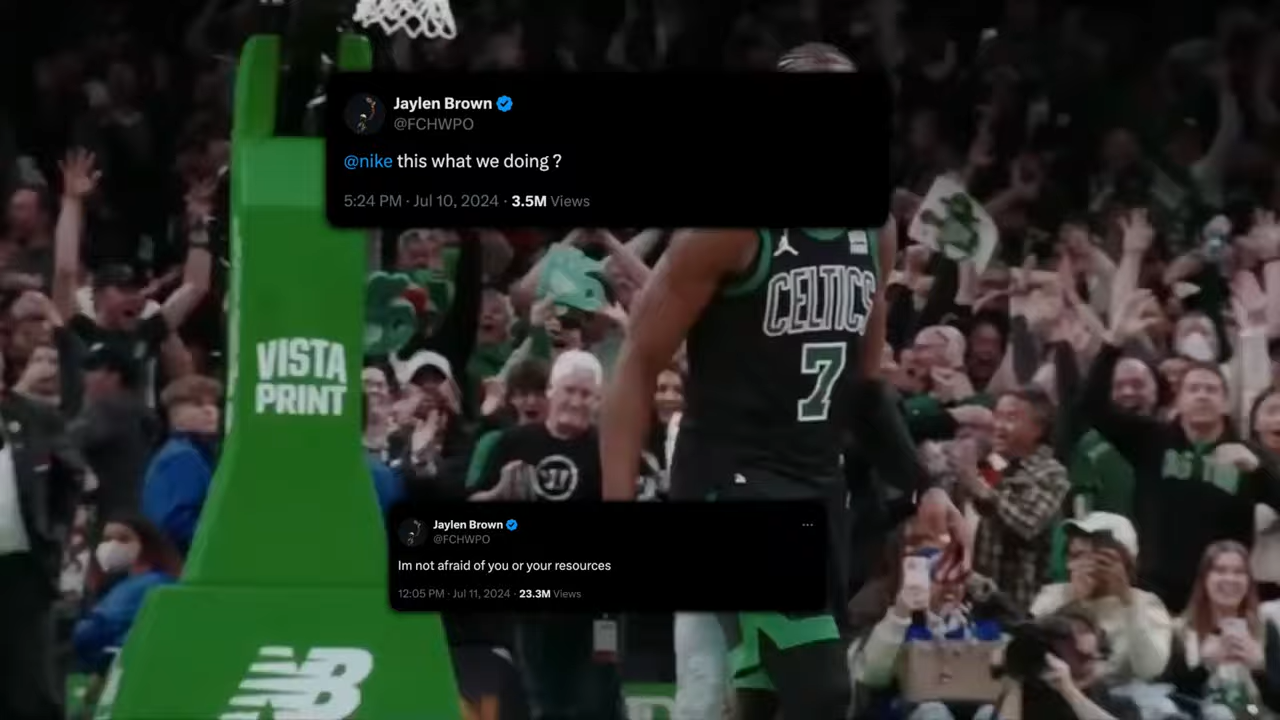 Jaylen Brown
@FCHWPO
@nike this what we doing ?
5:24 PM · Jul 10, 2024 · 3.5M Views
CELTICS
7
VISTA
PRINT
Jaylen Brown
@FCHWPO
Im not afraid of you or your resources
12:05 PM · Jul 11, 2024 · 23.3M Views
NB